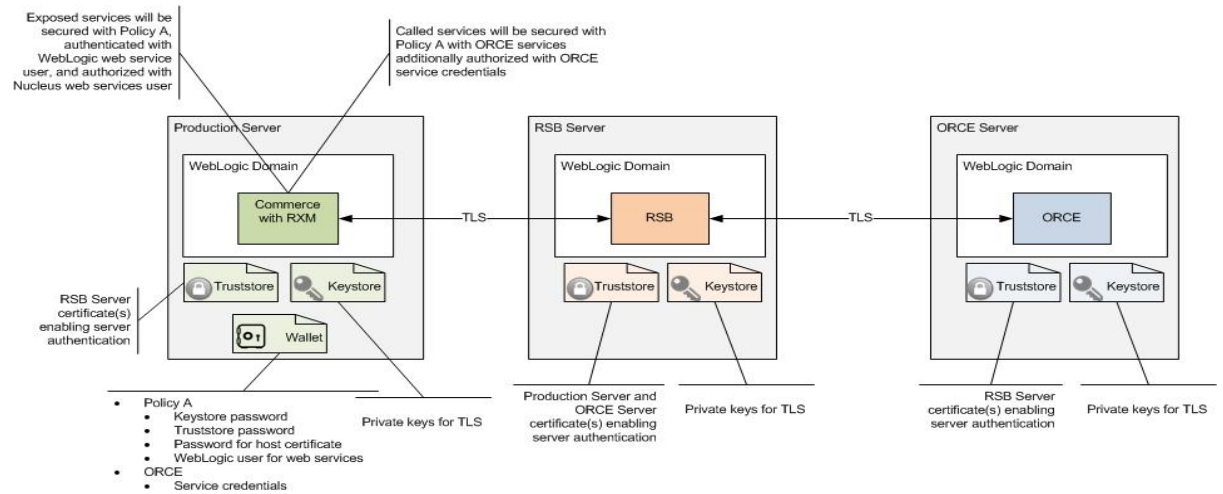 Exposed services will be
secured with Policy A,
authenticated with
WebLogic web service
user, and authorized with
Nucleus web services user
Called services will be secured with
Policy A with ORCE services
additionally authorized with ORCE
service credentials
Production Server
WebLogic Domain
Commerce
with RXM
Truststore
Keystore
Wallet
TLS
RSB Server
WebLogic Domain
RSB
Truststore
Keystore
TLS
ORCE Server
WebLogic Domain
ORCE
Truststore
Keystore
RSB Server
certificate(s)
enabling server
authentication
• Policy A
• Keystore password
• Truststore password
• Password for host certificate
• WebLogic user for web services
• ORCE
• Service credentials
Private keys for TLS
Production Server and
ORCE Server
certificate(s) enabling
server authentication
Private keys for TLS
RSB Server
certificate(s) enabling
server authentication
Private keys for TLS